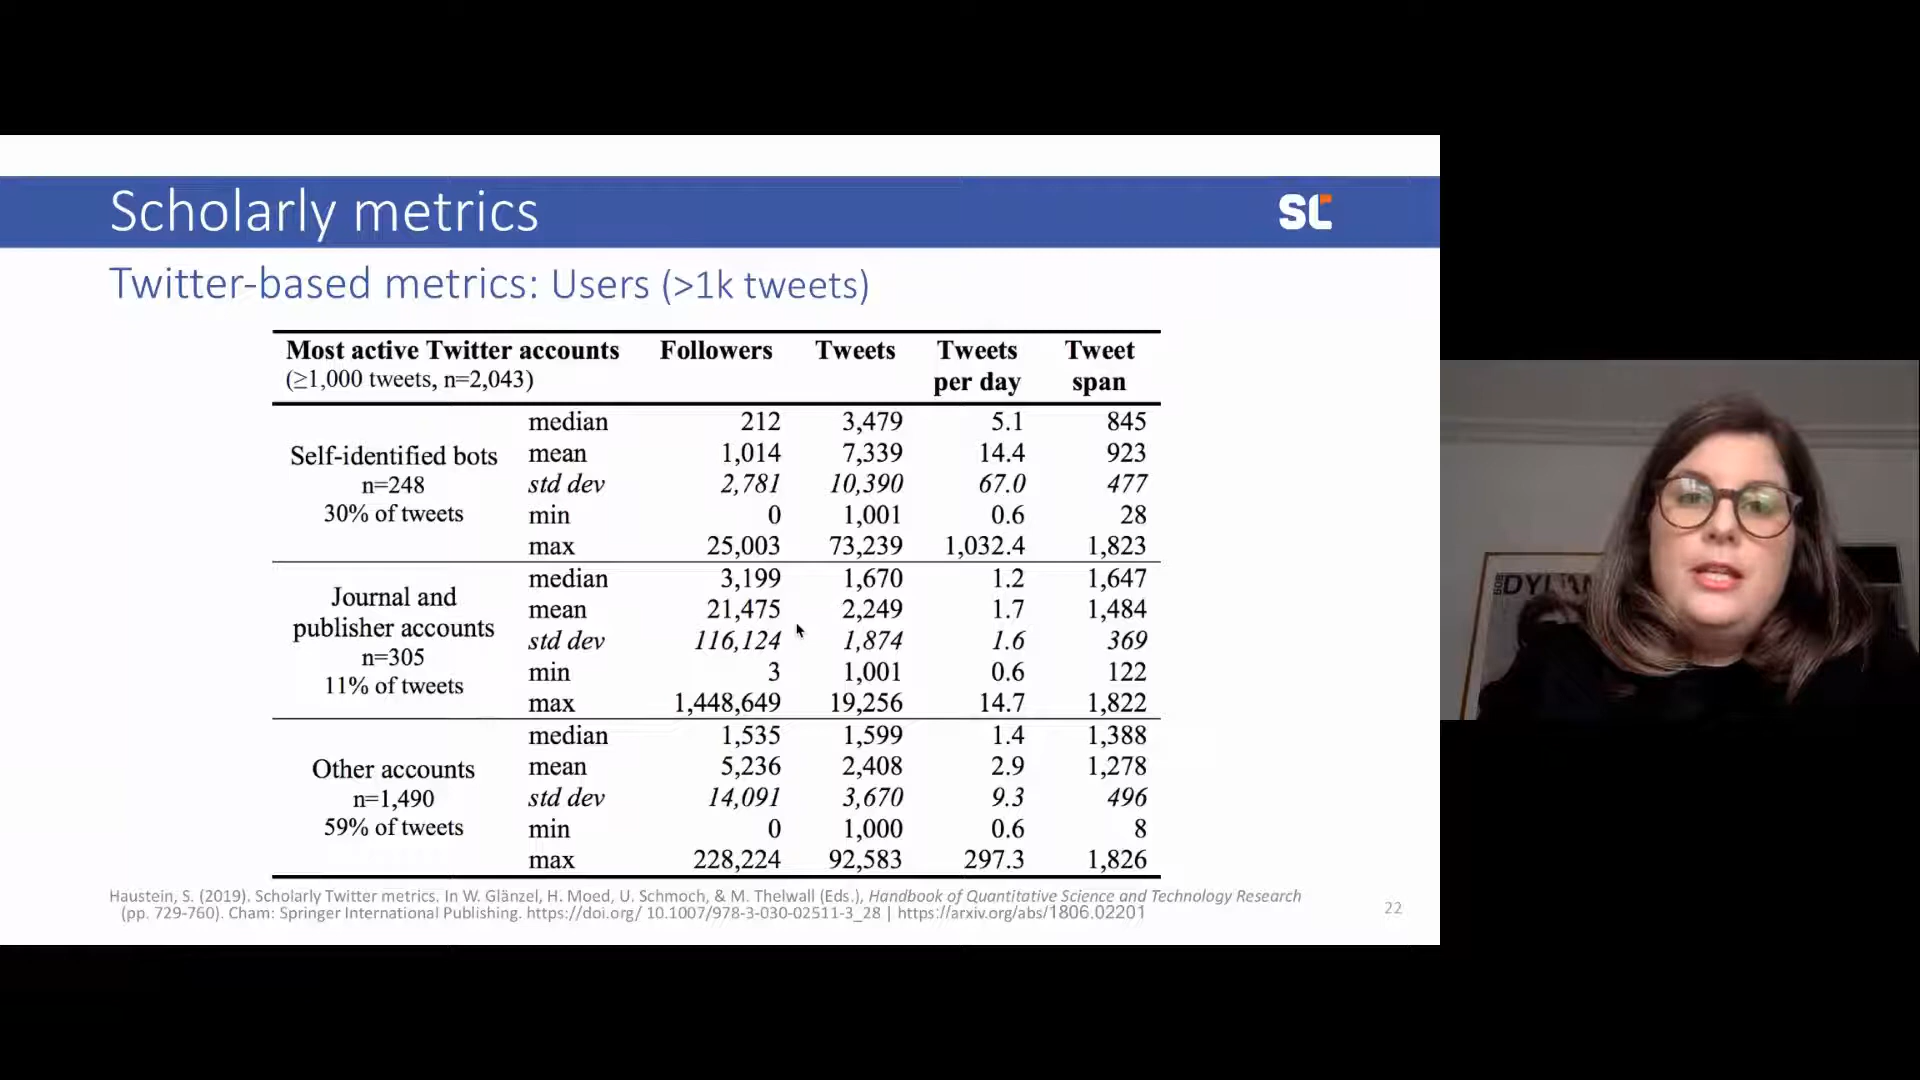 Scholarly metrics
SC
Twitter-based metrics: Users (>1k tweets)
Most active Twitter accounts Followers Tweets Tweets Tweet
(≥1,000 tweets, n=2,043) per day span
median 212 3,479 5.1 845
Self-identified bots mean 1,014 7,339 14.4 923
n=248 std dev 2,781 10,390 67.0 477
30% of tweets min 0 1,001 0.6 28
max 25,003 73,239 1,032.4 1,823
median 3,199 1,670 1.2 1,647
Journal and mean 21,475 2,249 1.7 1,484
publisher accounts std dev 116,124 1,874 1.6 369
n=305 min 3 1,001 0.6 122
11% of tweets max 1,448,649 19,256 14.7 1,822
median 1,535 1,599 1.4 1,388
Other accounts mean 5,236 2,408 2.9 1,278
n=1,490 std dev 14,091 3,670 9.3 496
59% of tweets min 0 1,000 0.6 8
max 228,224 92,583 297.3 1,826
Haustein, S. (2019). Scholarly Twitter metrics. In W. Glänzel, H. Moed, U. Schmoch, & M. Thelwall (Eds.), Handbook of Quantitative Science and Technology Research
(pp. 729-760). Cham: Springer International Publishing. https://doi.org/ 10.1007/978-3-030-02511-3_28 | https://arxiv.org/abs/1806.02201
22
BOB
DYLAN